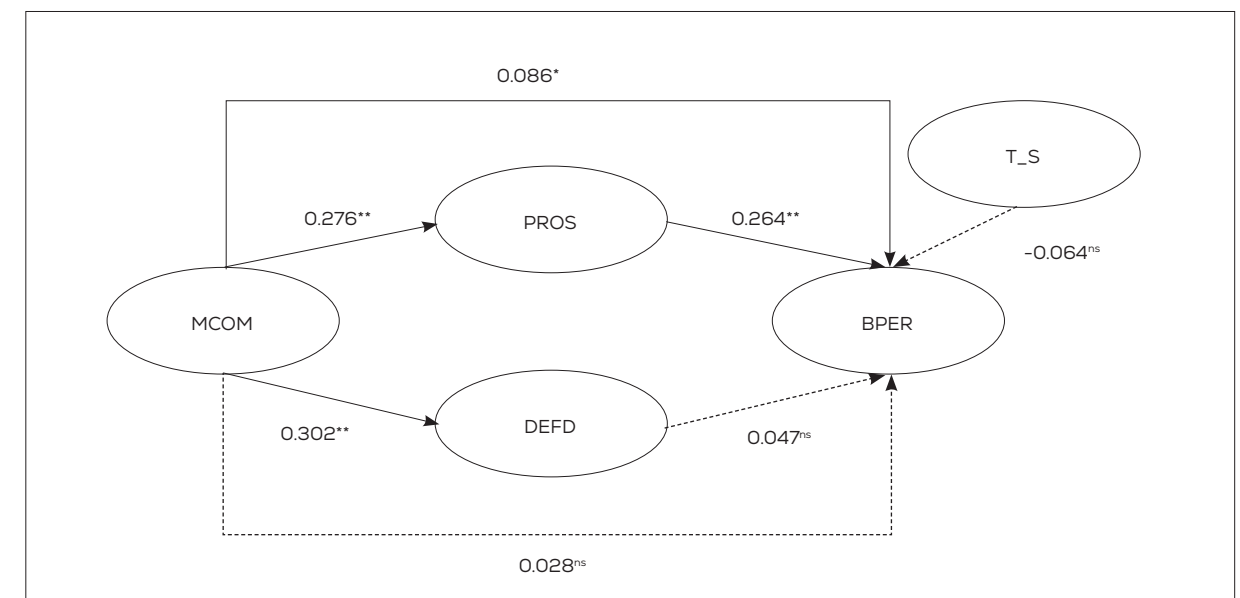 0.086*
T_S
0.276**
PROS
0.264**
-0.064ns
MCOM
BPER
0.302**
DEFD
0.047ns
0.028ns